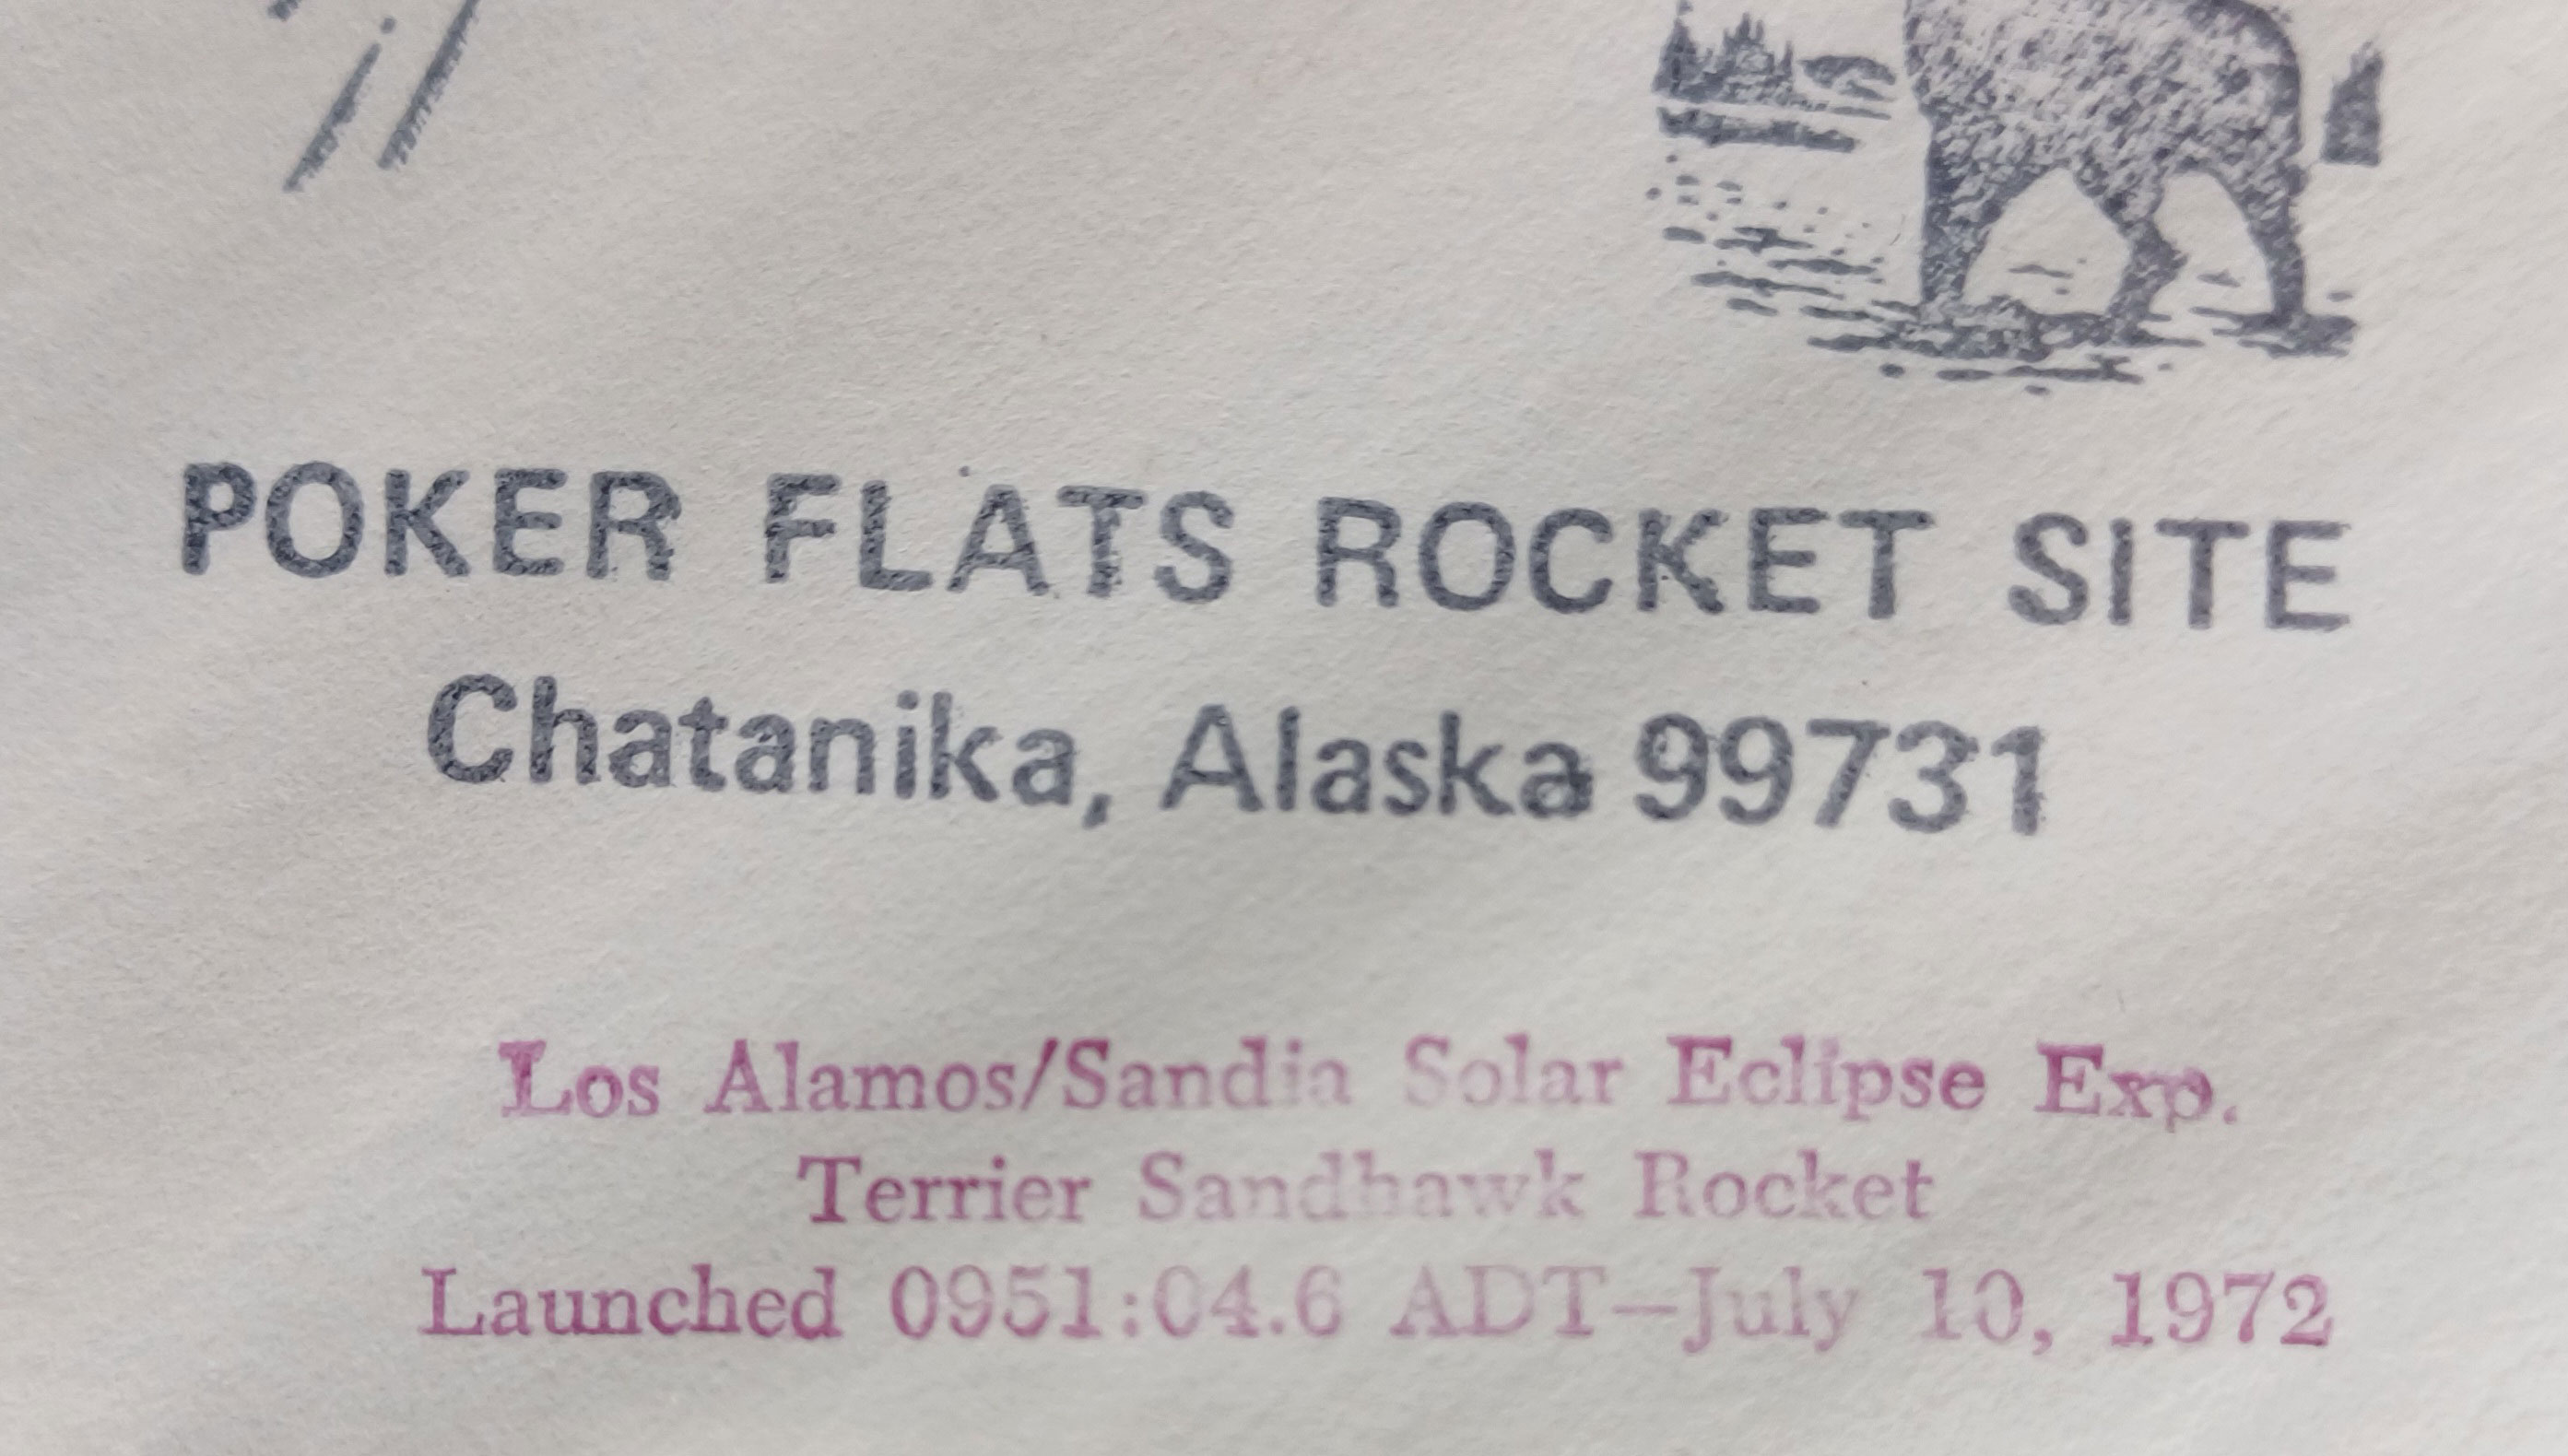 POKER FLATS ROCKET SITE
Chatanika, Alaska 99731
Los Alamos/Sandia Solar Eclipse Exp.
Terrier Sandhawk Rocket
Launched 0951:04.6 ADT—July 10, 1972